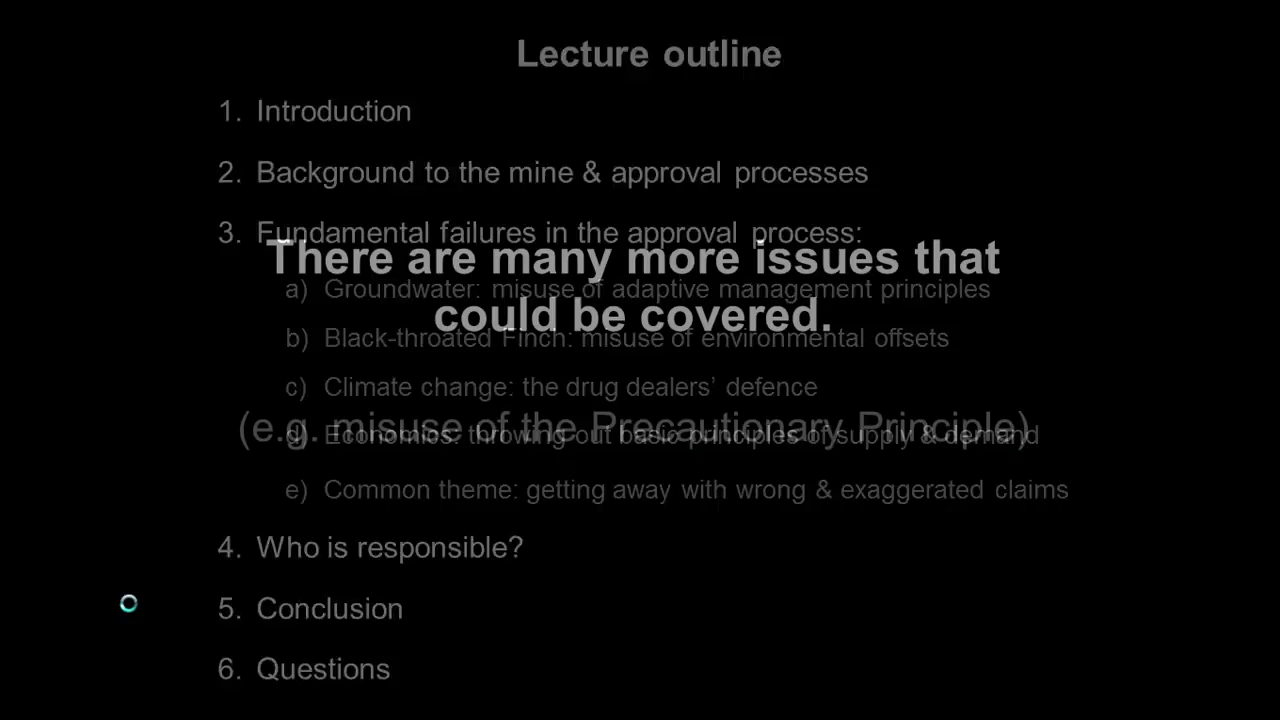 Lecture outline
1. Introduction
2. Background to the mine & approval processes
3. Fundamental failures in the approval process:
There are many more issues that
a) Groundwater: misuse of adaptive management principles
could be covered.
b) Black-throated Finch: misuse of environmental offsets
c) Climate change: the drug dealers’ defence
(e.g. misuse of the Precautionary Principle)
d) Economics: throwing out basic principles of supply & demand
e) Common theme: getting away with wrong & exaggerated claims
4. Who is responsible?
5. Conclusion
6. Questions